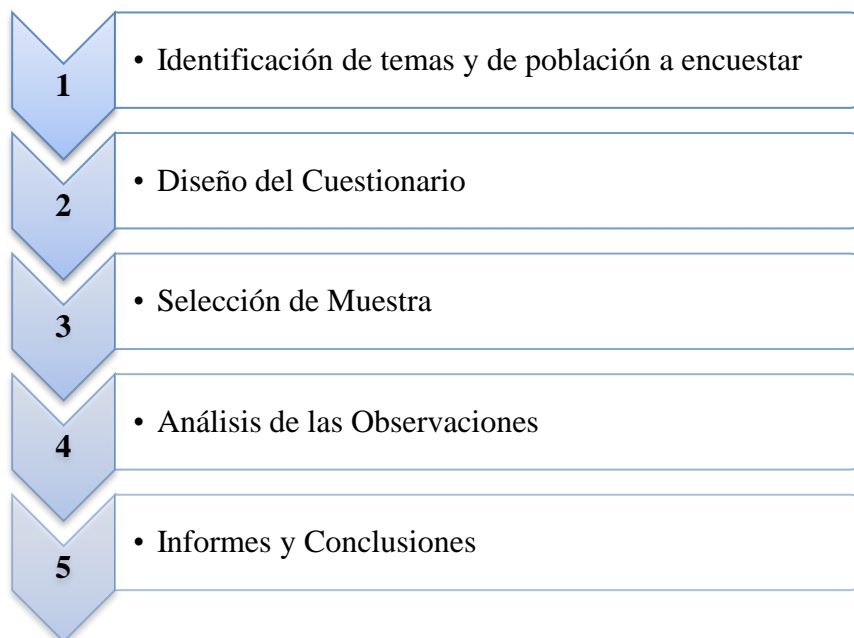 1
• Identificación de temas y de población a encuestar
2
• Diseño del Cuestionario
3
• Selección de Muestra
4
• Análisis de las Observaciones
5
• Informes y Conclusiones